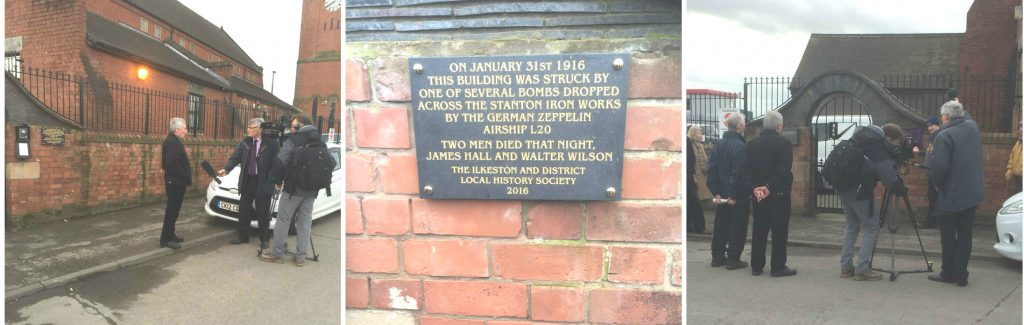 ON JANUARY 31ST 1916
THIS BUILDING WAS STRUCK BY
ONE OF SEVERAL BOMBS DROPPED
ACROSS THE STANTON IRON WORKS
BY THE GERMAN ZEPPELIN
AIRSHIP L20
TWO MEN DIED THAT NIGHT,
JAMES HALL AND WALTER WILSON
THE ILKESTON AND DISTRICT
LOCAL HISTORY SOCIETY
2016